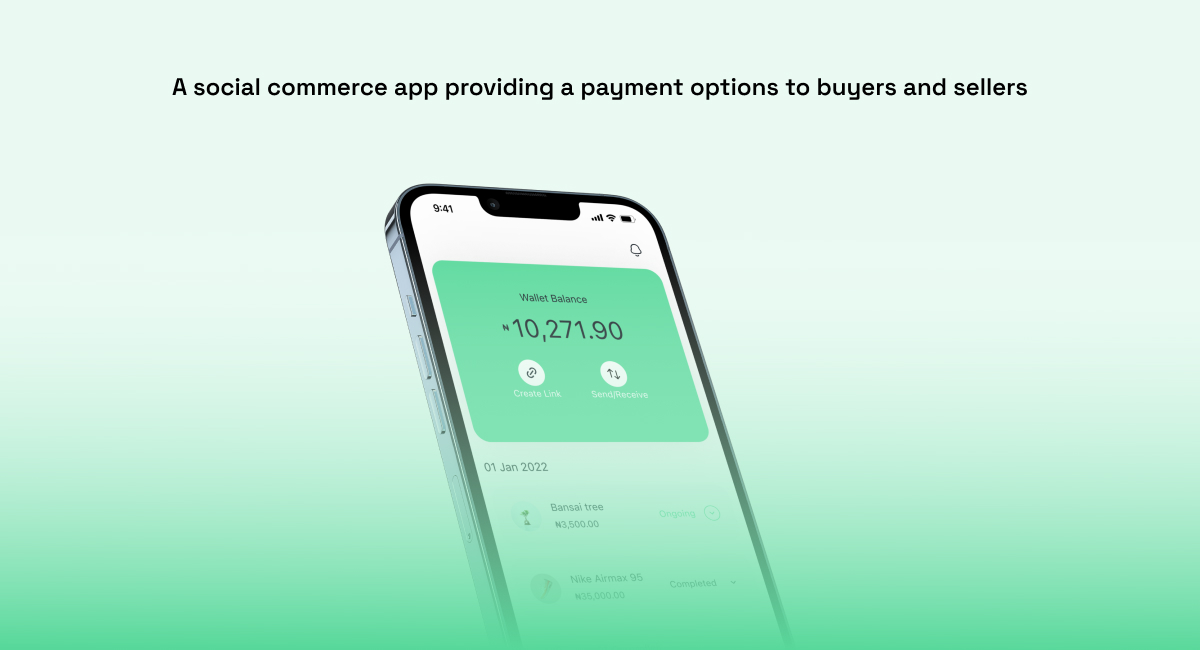 A social commerce app providing a payment options to buyers and sellers
9:41
Wallet Balance
₦10,271.90
Create Link Send/Receive
01 Jan 2022
Bansai tree
Ongoing
₦3,500.00
Nike Airmax 95
Completed
₦35,000.00